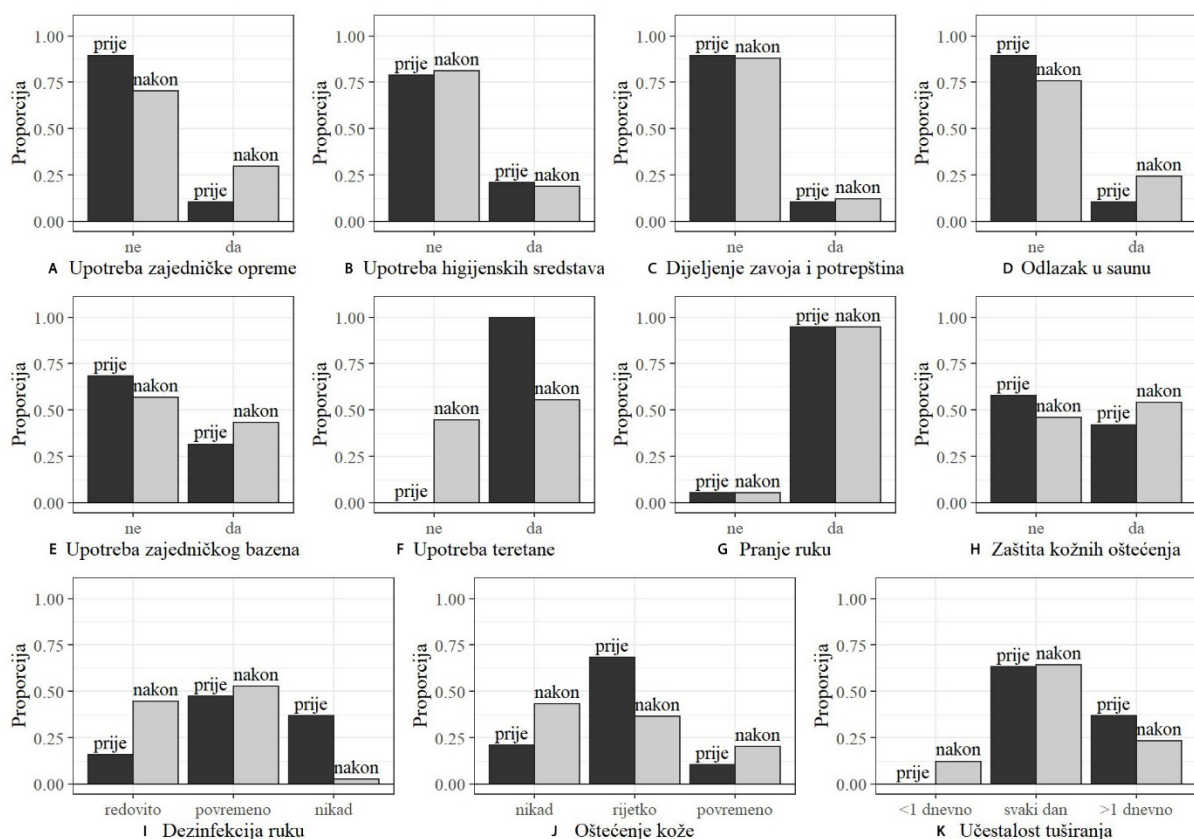 1.00
0.75
0.50
0.25
0.00
Proporcija
prije
nakon
prije
nakon
ne
da
A Upotreba zajedničke opreme
1.00
0.75
0.50
0.25
0.00
Proporcija
prije
nakon
prije
nakon
ne
da
B Upotreba higijenskih sredstava
1.00
0.75
0.50
0.25
0.00
Proporcija
prije
nakon
prije
nakon
ne
da
C Dijeljenje zavoja i potrepština
1.00
0.75
0.50
0.25
0.00
Proporcija
prije
nakon
prije
nakon
ne
da
D Odlazak u saunu
1.00
0.75
0.50
0.25
0.00
Proporcija
prije
nakon
prije
nakon
ne
da
E Upotreba zajedničkog bazena
1.00
0.75
0.50
0.25
0.00
Proporcija
prije
nakon
nakon
ne
da
F Upotreba teretane
1.00
0.75
0.50
0.25
0.00
Proporcija
prije
nakon
prije
nakon
ne
da
G Pranje ruku
1.00
0.75
0.50
0.25
0.00
Proporcija
prije
nakon
prije
nakon
ne
da
H Zaštita kožnih oštećenja
1.00
0.75
0.50
0.25
0.00
Proporcija
prije
nakon
prije
nakon
prije
nakon
redovito
povremeno
nikad
I Dezinfekcija ruku
1.00
0.75
0.50
0.25
0.00
Proporcija
prije
nakon
prije
nakon
prije
nakon
nikad
rijetko
povremeno
J Oštećenje kože
1.00
0.75
0.50
0.25
0.00
Proporcija
prije
nakon
prije
nakon
prije
nakon
<1 dnevno
svaki dan
>1 dnevno
K Učestalost tuširanja